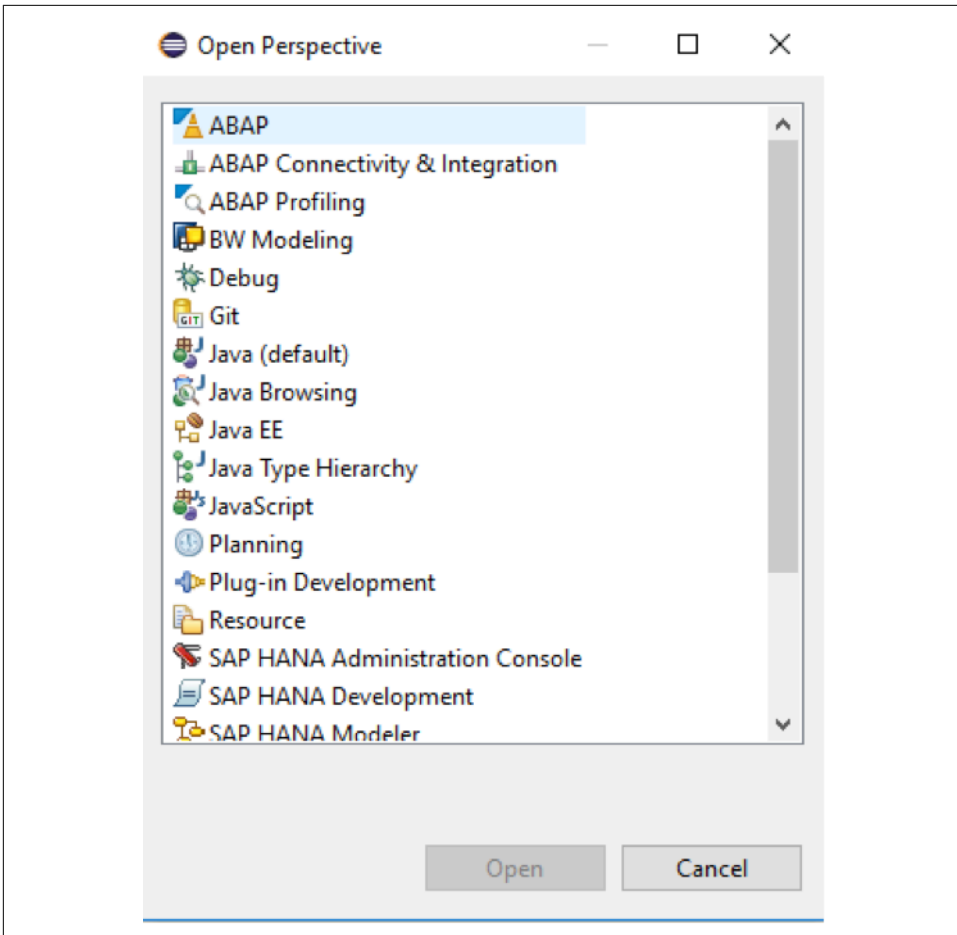 Open Perspective
ABAP
ABAP Connectivity & Integration
ABAP Profiling
BW Modeling
Debug
GIT Git
Java (default)
Java Browsing
Java EE
Java Type Hierarchy
JavaScript
Planning
Plug-in Development
Resource
SAP HANA Administration Console
SAP HANA Development
SAP HANA Modeler
Open
Cancel